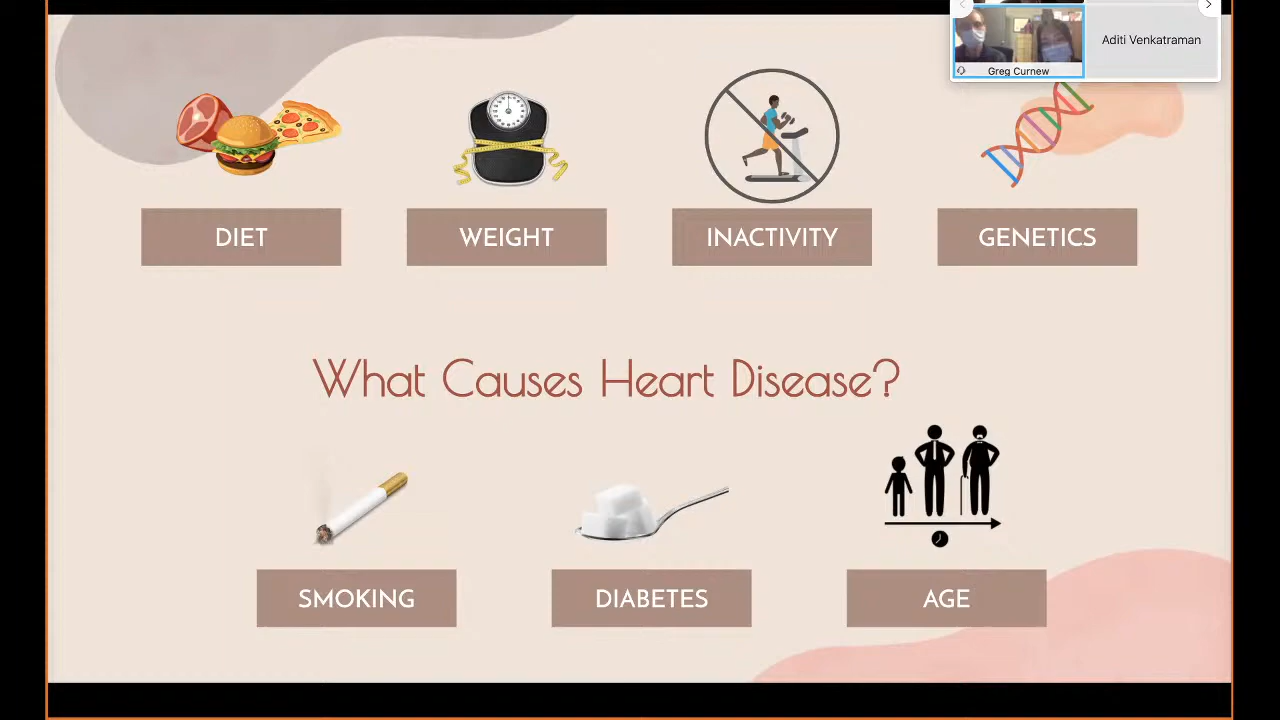 Aditi Venkatraman
Greg Curnew
DIET
WEIGHT
INACTIVITY
GENETICS
What Causes Heart Disease?
SMOKING
DIABETES
AGE